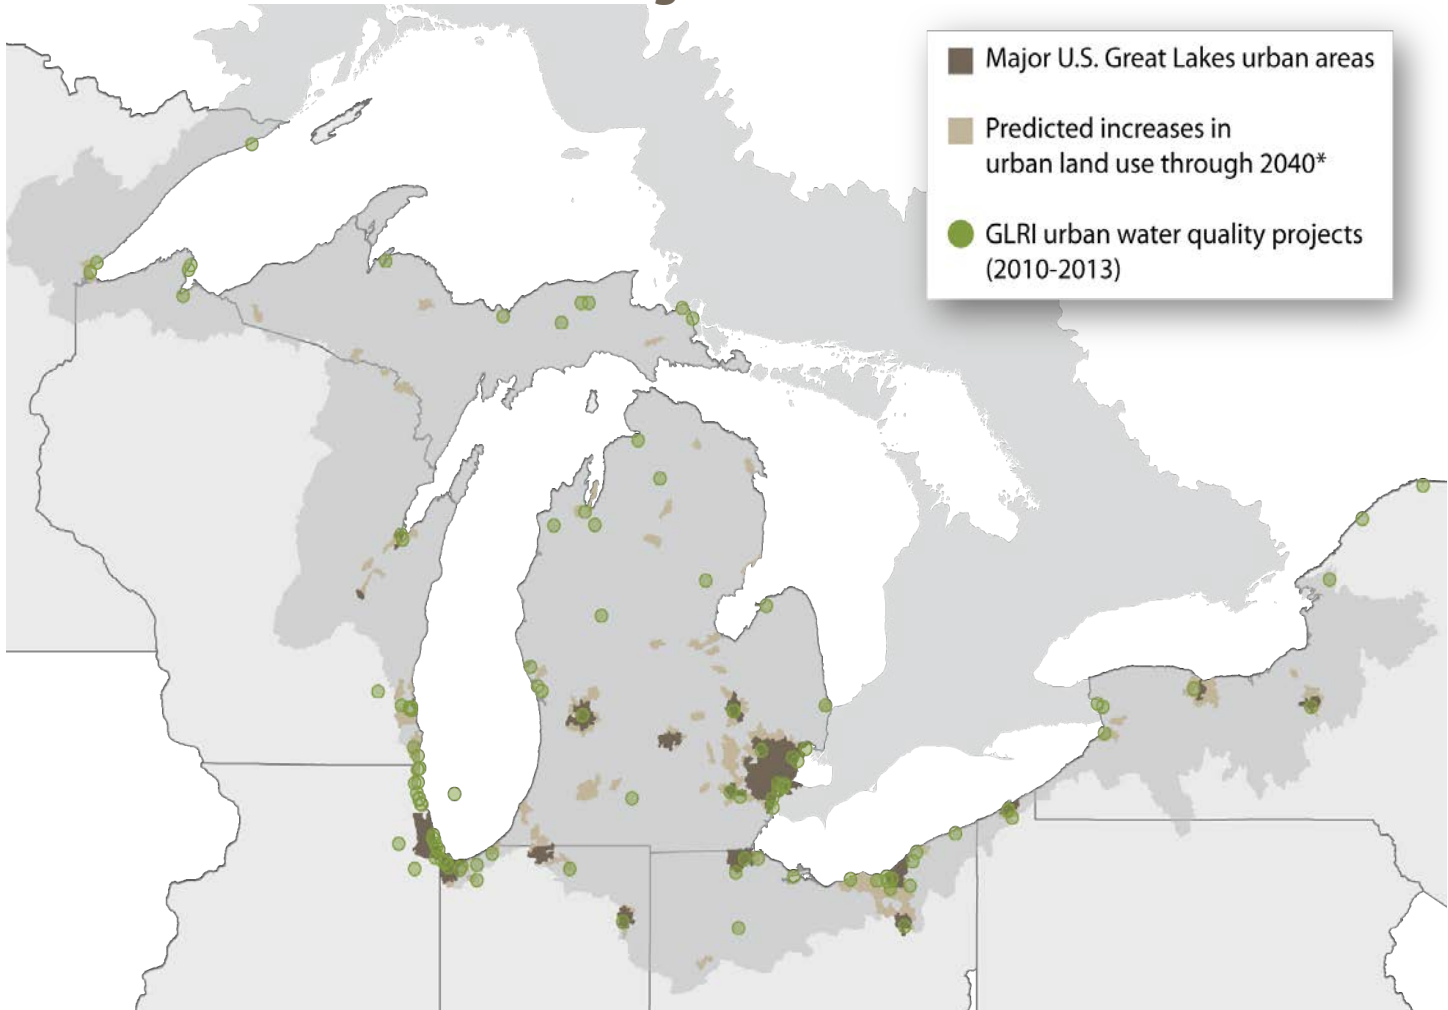 Major U.S. Great Lakes urban areas
Predicted increases in
urban land use through 2040*
GLRI urban water quality projects
(2010-2013)